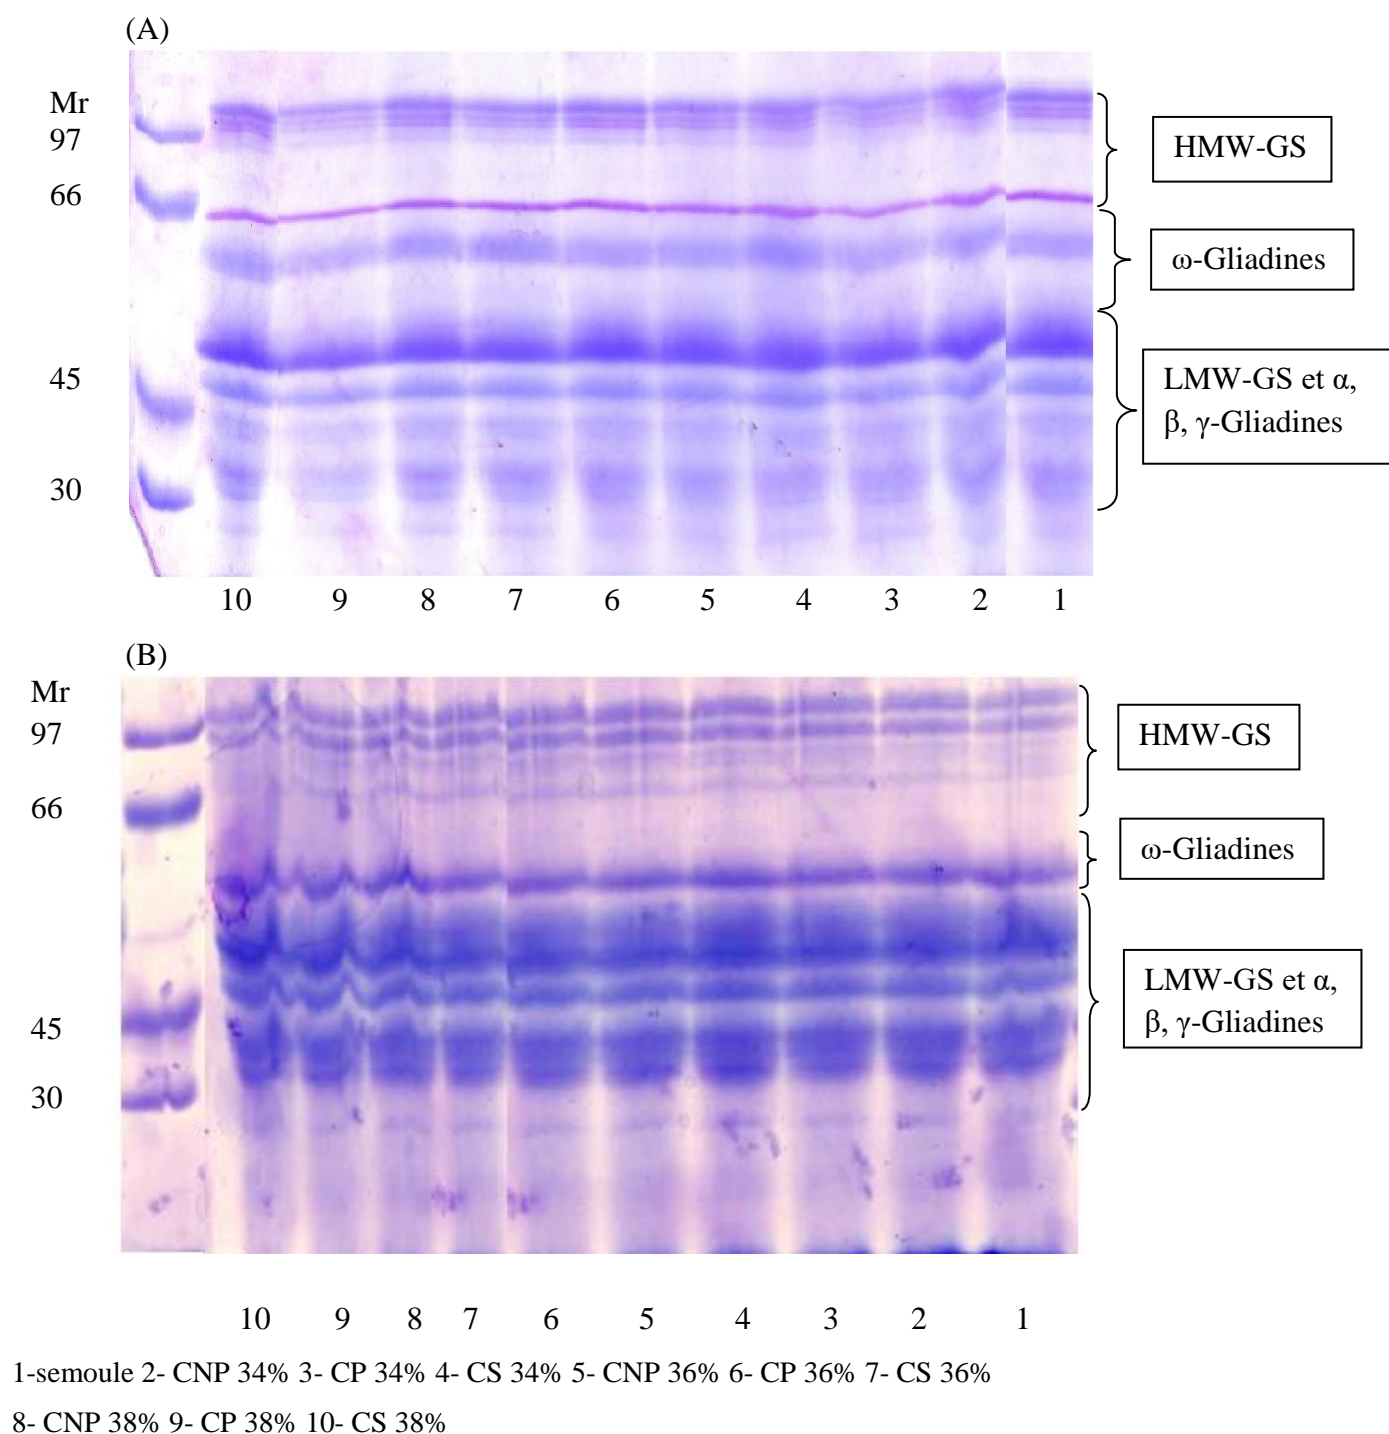 (A)
Mr
97
66
45
30
HMW-GS
ω-Gliadines
LMW-GS et α,
β, γ-Gliadines
10 9 8 7 6 5 4 3 2 1
(B)
Mr
97
66
45
30
HMW-GS
ω-Gliadines
LMW-GS et α,
β, γ-Gliadines
10 9 8 7 6 5 4 3 2 1
1-semoule 2- CNP 34% 3- CP 34% 4- CS 34% 5- CNP 36% 6- CP 36% 7- CS 36%
8- CNP 38% 9- CP 38% 10- CS 38%